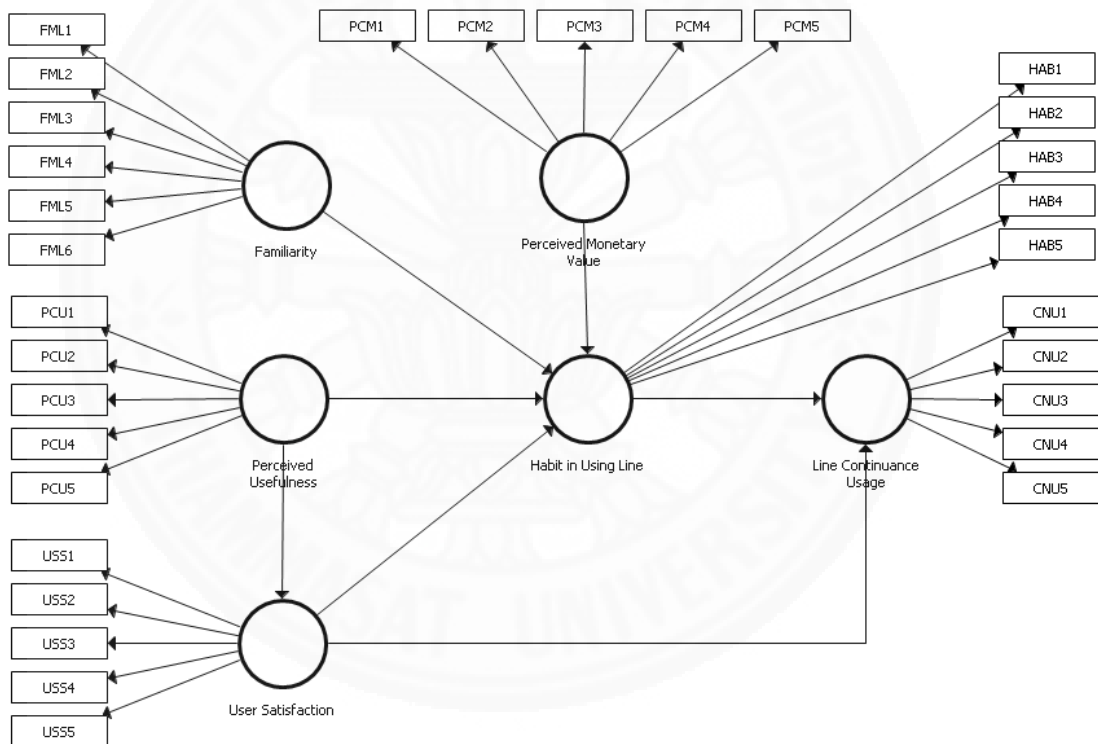 FML1
FML2
FML3
FML4
FML5
FML6
Familiarity
PCM1
PCM2
PCM3
PCM4
PCM5
Perceived Monetary
Value
HAB1
HAB2
HAB3
HAB4
HAB5
PCU1
PCU2
PCU3
PCU4
PCU5
Perceived
Usefulness
Habit in Using Line
Line Continuance
Usage
CNU1
CNU2
CNU3
CNU4
CNU5
USS1
USS2
USS3
USS4
USS5
User Satisfaction
THAMMASAT UNIVERSITY